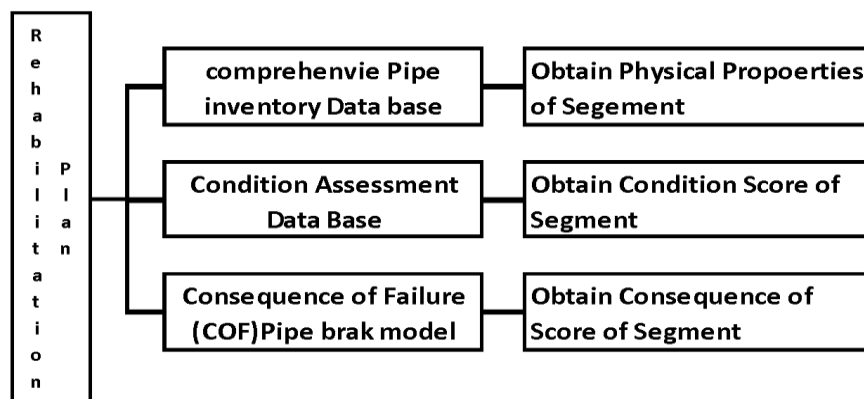 Rehabilitation
Plan
comprehenvie Pipe
inventory Data base
Obtain Physical Propoerties
of Segement
Condition Assessment
Data Base
Obtain Condition Score of
Segment
Consequence of Failure
(COF)Pipe brak model
Obtain Consequence of
Score of Segment